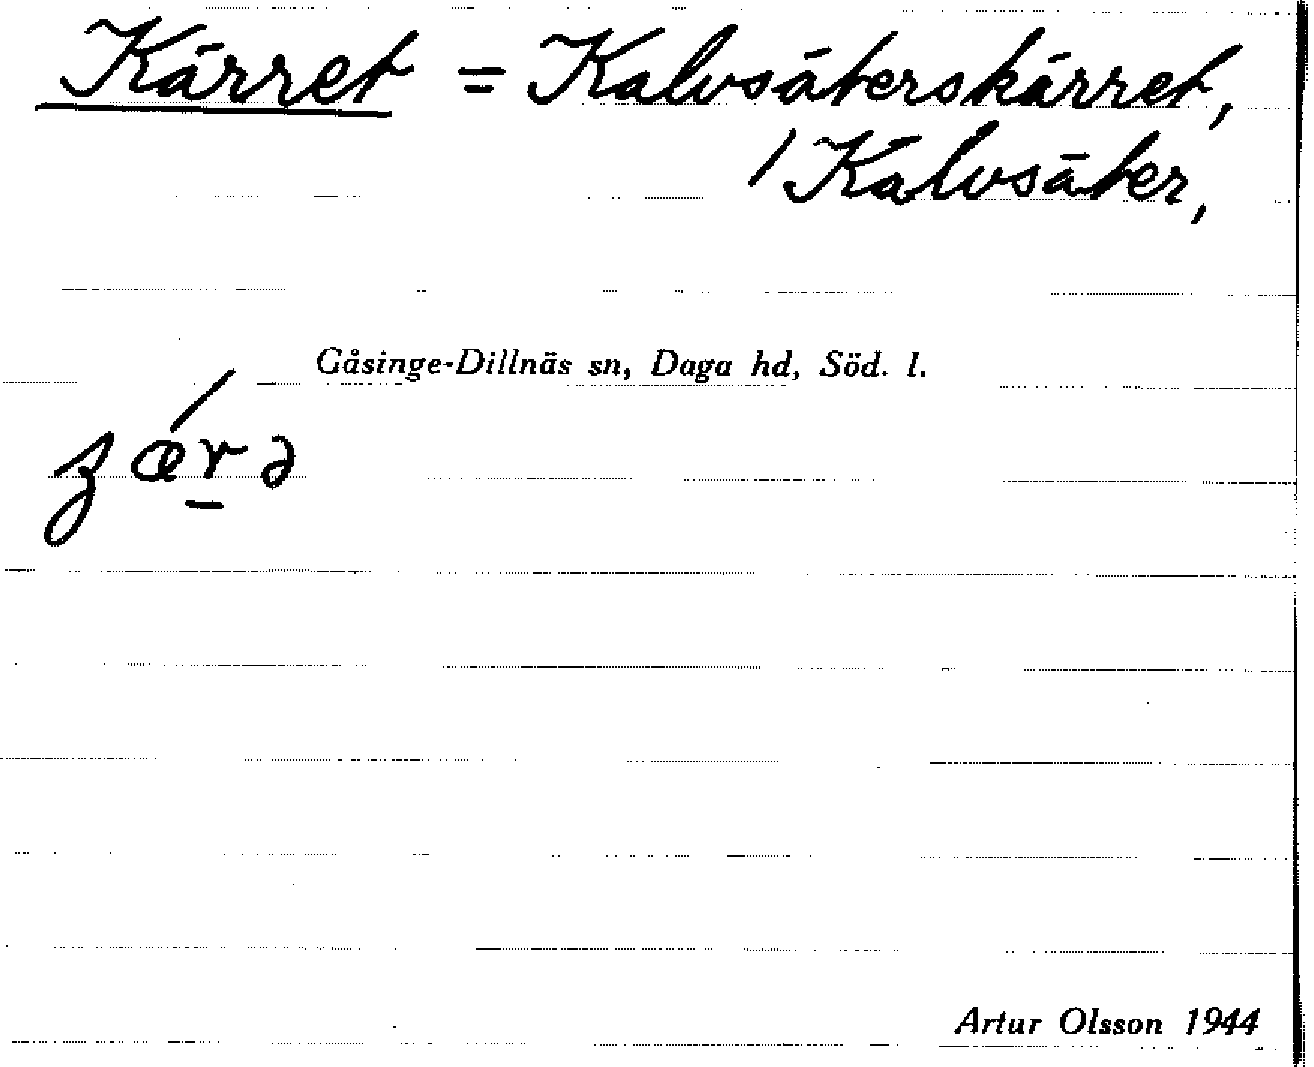 Kärret = Kalvsäterskärret,
/ Kalvsäter,
Gåsinge-Dillnäs sn, Daga hd, Söd. l.
Artur Olsson 1944